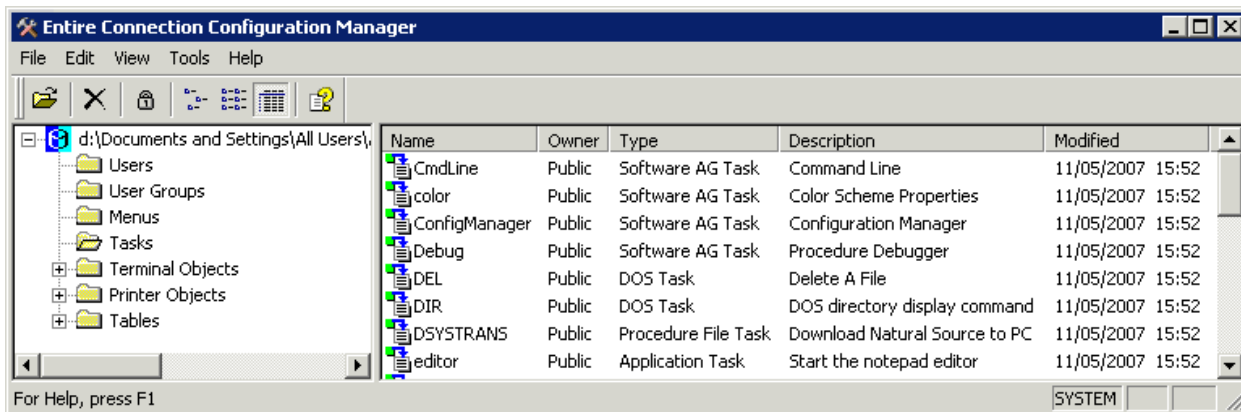 Entire Connection Configuration Manager
File Edit View Tools Help
d:\Documents and Settings\All Users\
Users
User Groups
Menus
Tasks
Terminal Objects
Printer Objects
Tables
Name Owner Type Description Modified
CmdLine Public Software AG Task Command Line 11/05/2007 15:52
color Public Software AG Task Color Scheme Properties 11/05/2007 15:52
ConfigManager Public Software AG Task Configuration Manager 11/05/2007 15:52
Debug Public Software AG Task Procedure Debugger 11/05/2007 15:52
DEL Public DOS Task Delete A File 11/05/2007 15:52
DIR Public DOS Task DOS directory display command 11/05/2007 15:52
DSYSTRANS Public Procedure File Task Download Natural Source to PC 11/05/2007 15:52
editor Public Application Task Start the notepad editor 11/05/2007 15:52
For Help, press F1
SYSTEM